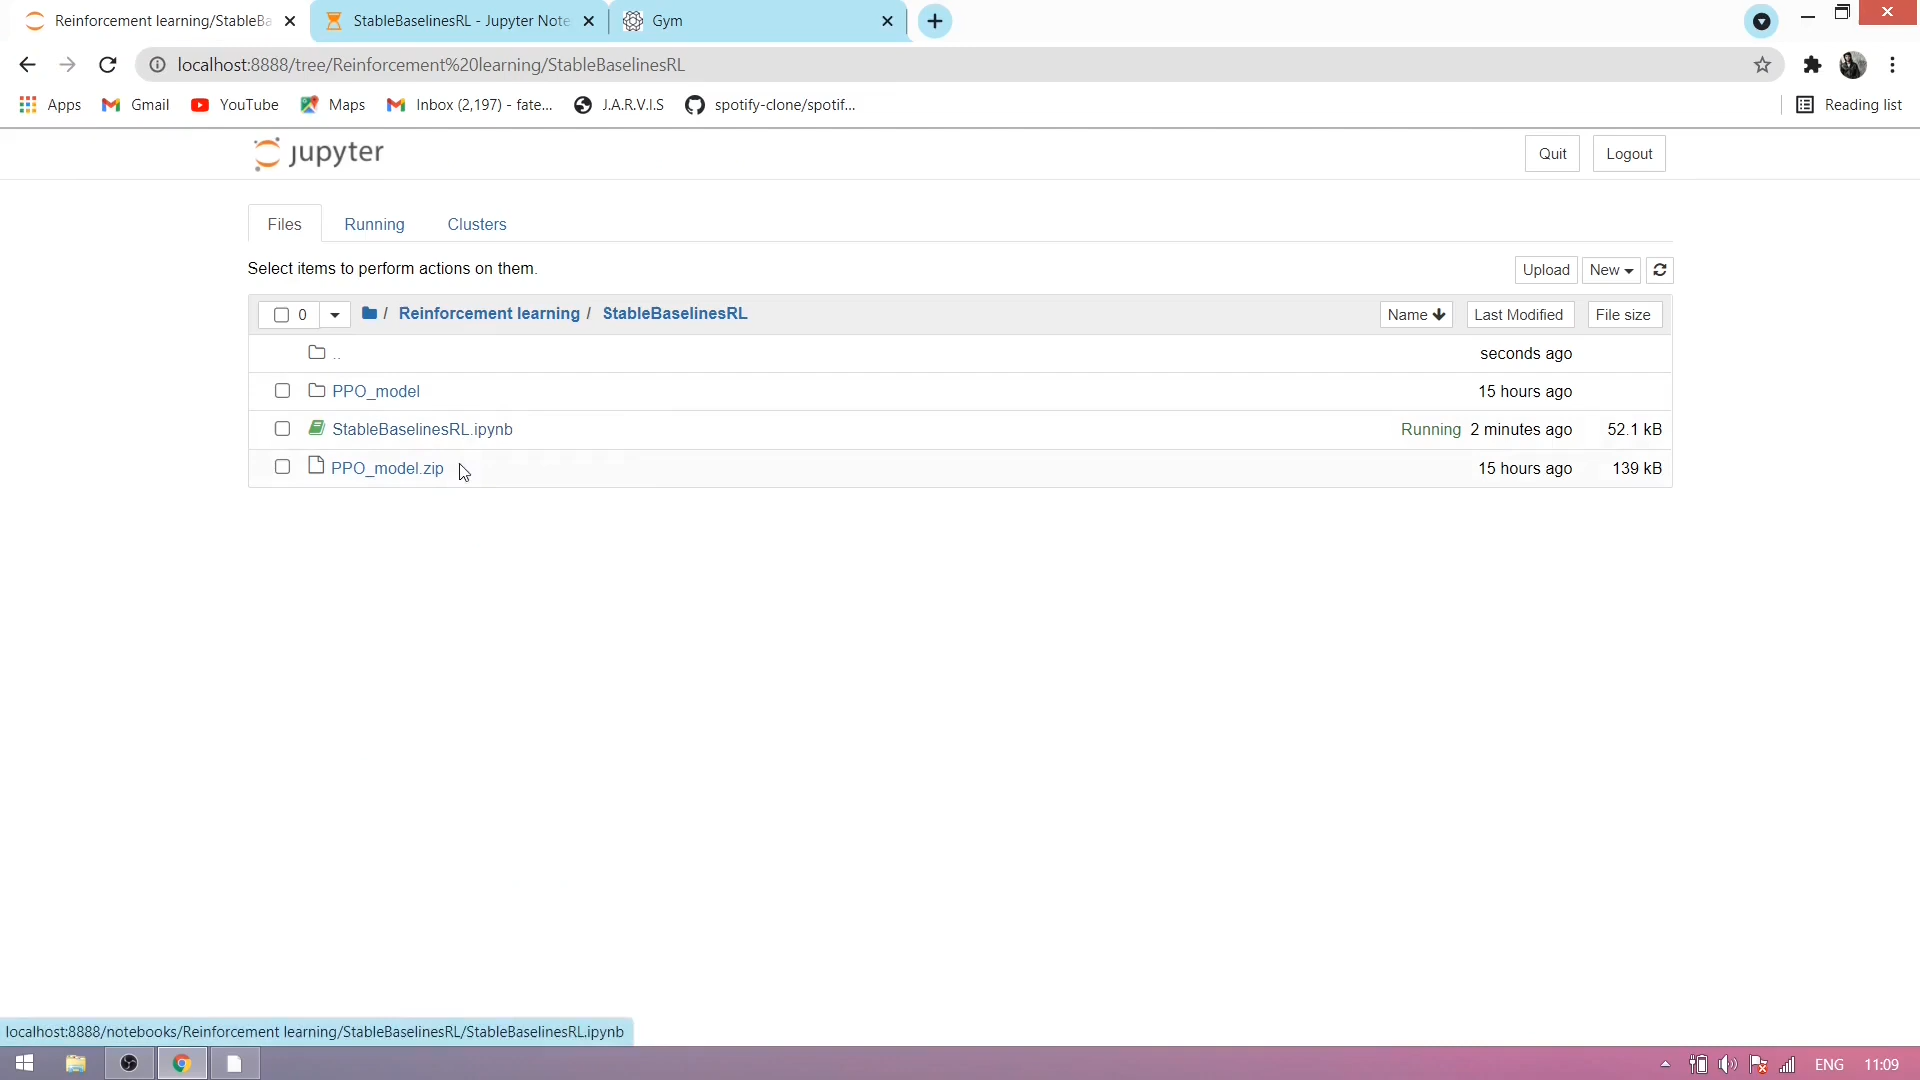 Reinforcement learning/StableBa
StableBaselinesRL - Jupyter Note
Gym
localhost:8888/tree/Reinforcement%20learning/StableBaselinesRL
Apps
Gmail
YouTube
Maps
Inbox (2,197) - fate...
J.A.R.V.I.S
spotify-clone/spotif...
Reading list
jupyter
Quit
Logout
Files
Running
Clusters
Select items to perform actions on them.
Upload
New
0
/ Reinforcement learning / StableBaselinesRL
Name
Last Modified
File size
..
seconds ago
PPO_model
15 hours ago
StableBaselinesRL.ipynb
Running 2 minutes ago
52.1 kB
PPO_model.zip
15 hours ago
139 kB
localhost:8888/notebooks/Reinforcement learning/StableBaselinesRL/StableBaselinesRL.ipynb
ENG
11:09